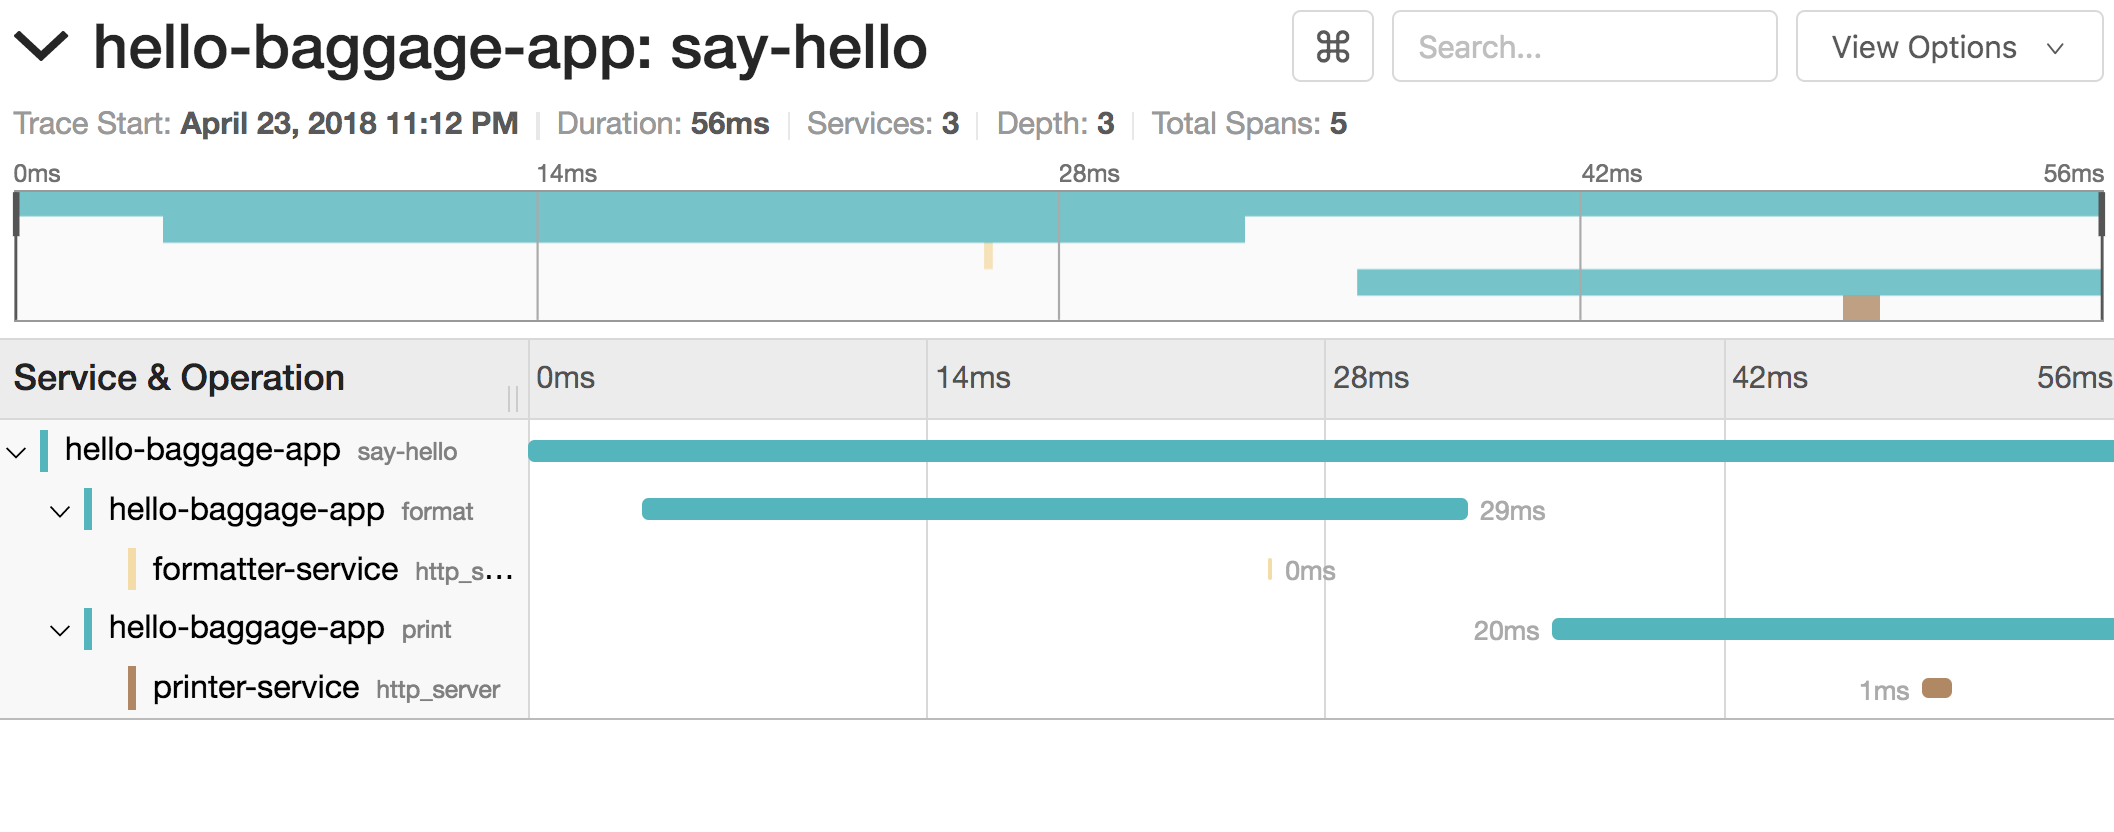 hello-baggage-app: say-hello ⌘ Search... View Options
Trace Start: April 23, 2018 11:12 PM Duration: 56ms Services: 3 Depth: 3 Total Spans: 5
0ms 14ms 28ms 42ms 56ms
Service & Operation 0ms 14ms 28ms 42ms 56ms
hello-baggage-app say-hello
hello-baggage-app format 29ms
formatter-service http_s... 0ms
hello-baggage-app print 20ms
printer-service http_server 1ms